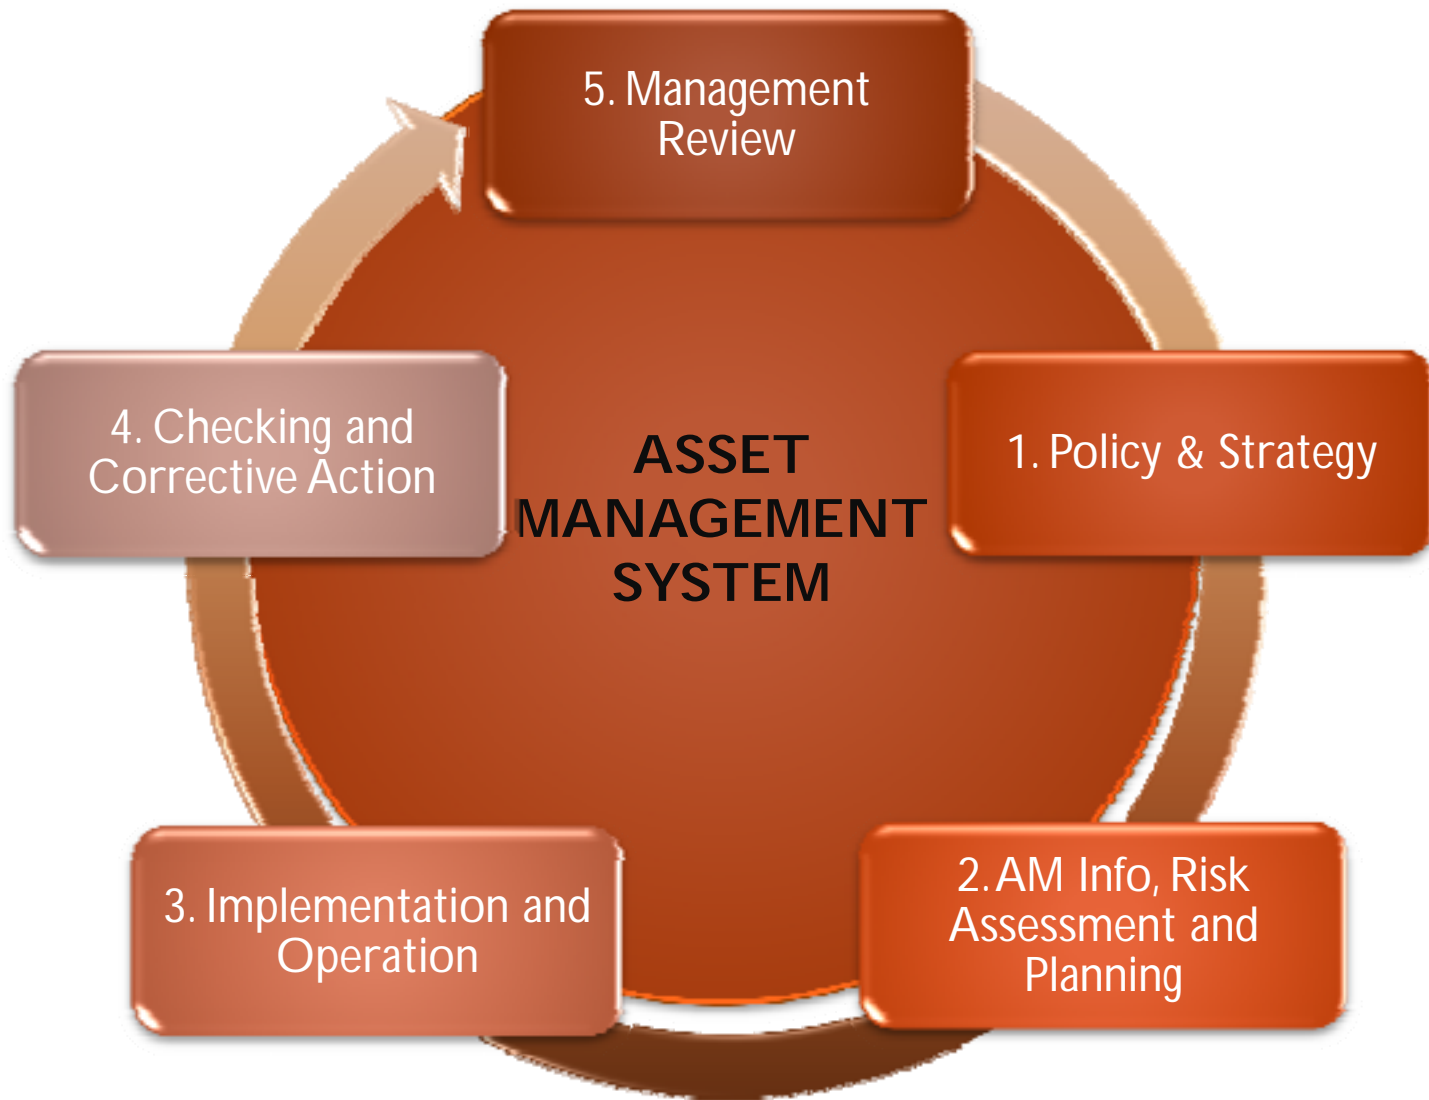 5. Management
Review
4. Checking and
Corrective Action
ASSET
MANAGEMENT
SYSTEM
1. Policy & Strategy
3. Implementation and
Operation
2. AM Info, Risk
Assessment and
Planning